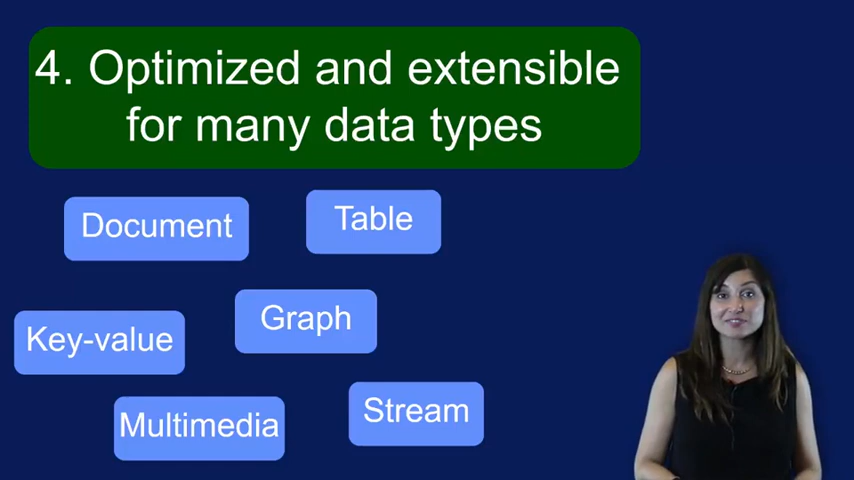 4. Optimized and extensible
for many data types
Document
Table
Key-value
Graph
Multimedia
Stream